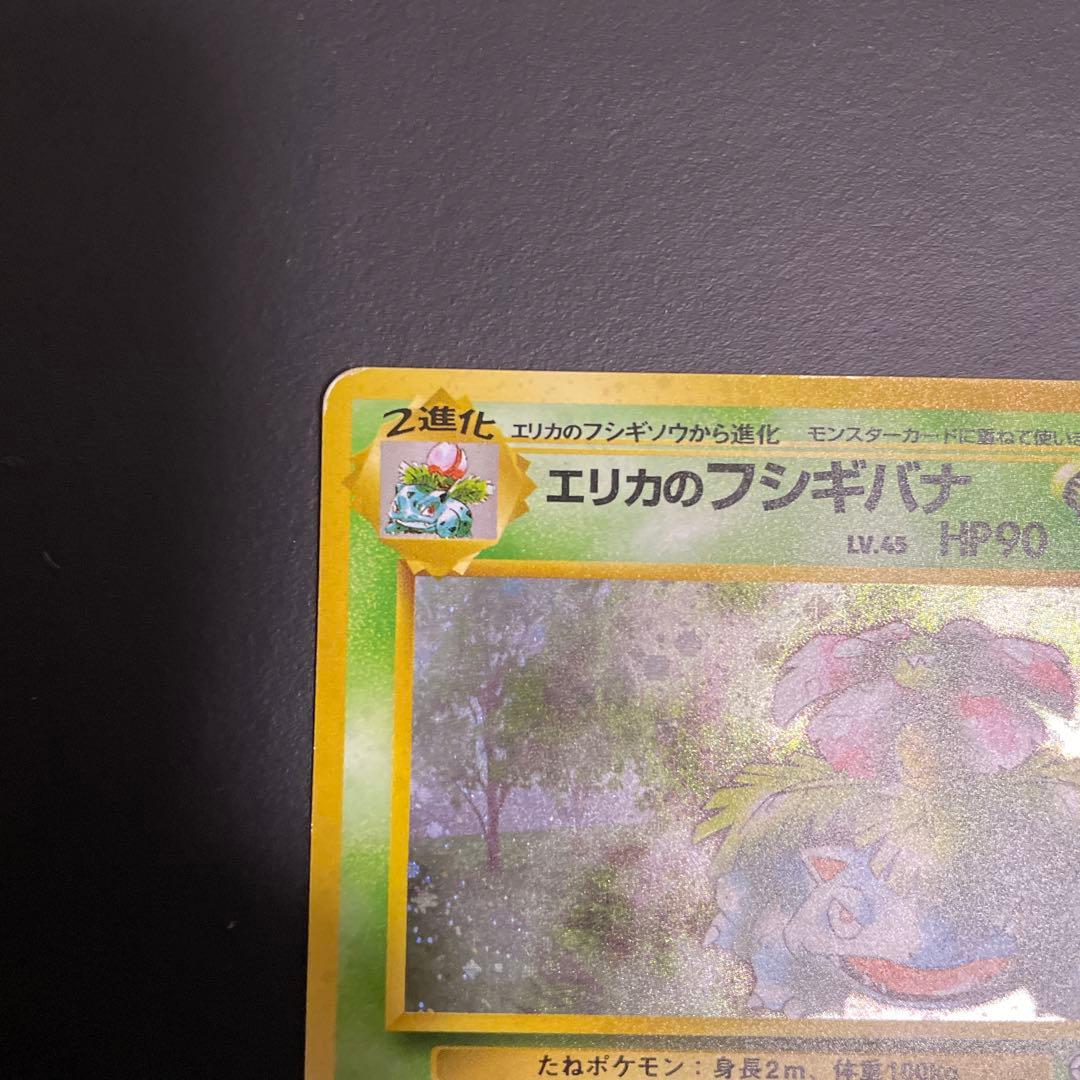 2進化 エリカのフシギソウから進化 モンスターカードに重ねて使い
エリカのフシギバナ
LV.45 HP90
たねポケモン：身長2m、体重100kg